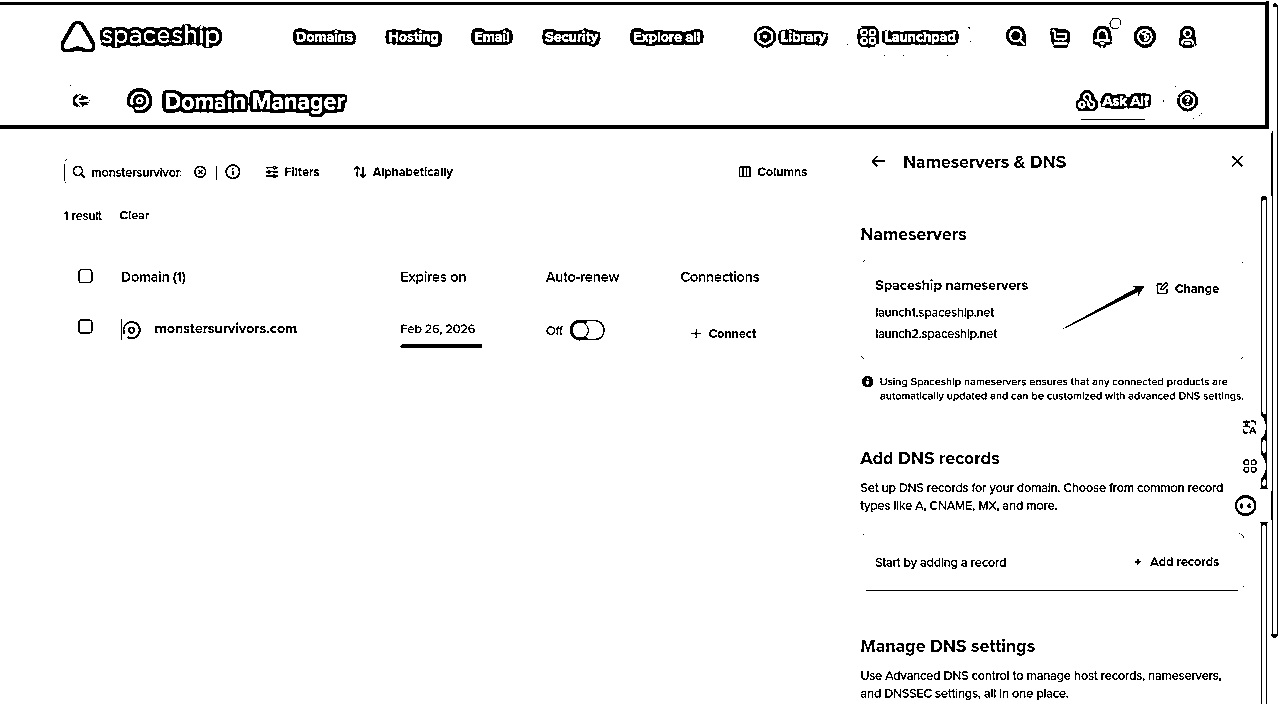 spaceship
Domains Hosting Email Security Explore all Library Launchpad
Domain Manager
Ask Alf
monstersurvivor
Filters
Alphabetically
Columns
1 result Clear
Domain (1) Expires on Auto-renew Connections
monstersurvivors.com Feb 26, 2026 Off + Connect
Nameservers & DNS
Nameservers
Spaceship nameservers
Change
launch1.spaceship.net
launch2.spaceship.net
Using Spaceship nameservers ensures that any connected products are
automatically updated and can be customized with advanced DNS settings.
Add DNS records
Set up DNS records for your domain. Choose from common record
types like A, CNAME, MX, and more.
Start by adding a record + Add records
Manage DNS settings
Use Advanced DNS control to manage host records, nameservers,
and DNSSEC settings, all in one place.